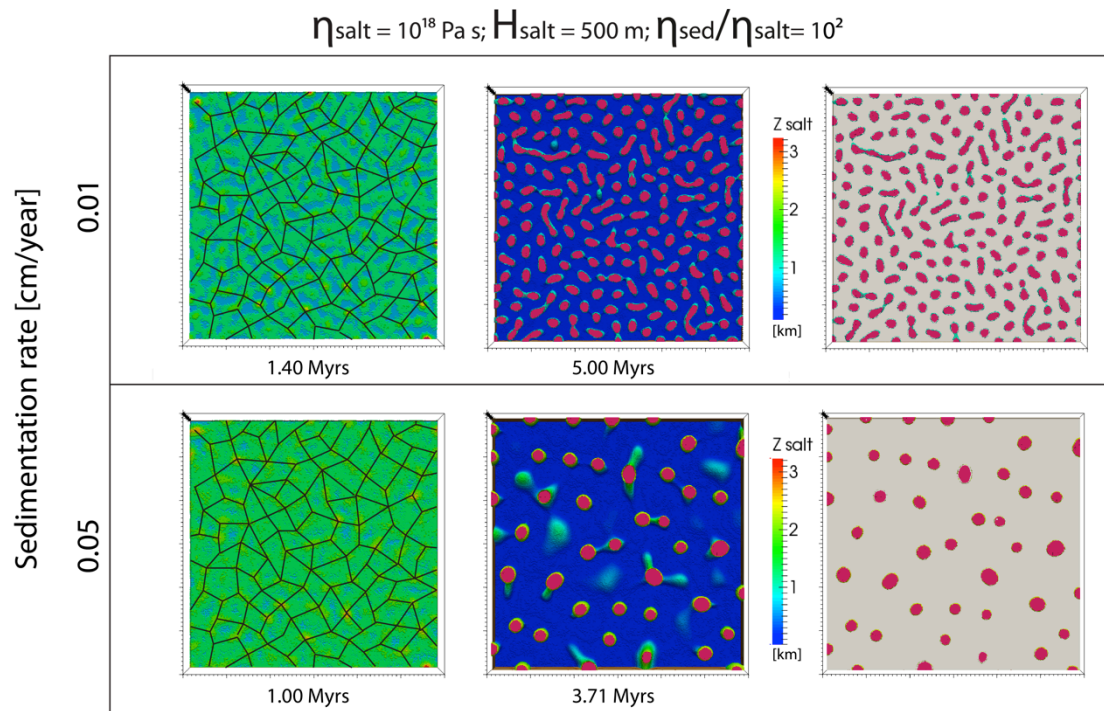 ηsalt = 10¹⁸ Pa s; Hsalt = 500 m; ηsed/ηsalt= 10²
Sedimentation rate [cm/year]
0.01
1.40 Myrs
5.00 Myrs
Z salt
3
2
1
[km]
0.05
1.00 Myrs
3.71 Myrs
Z salt
3
2
1
[km]